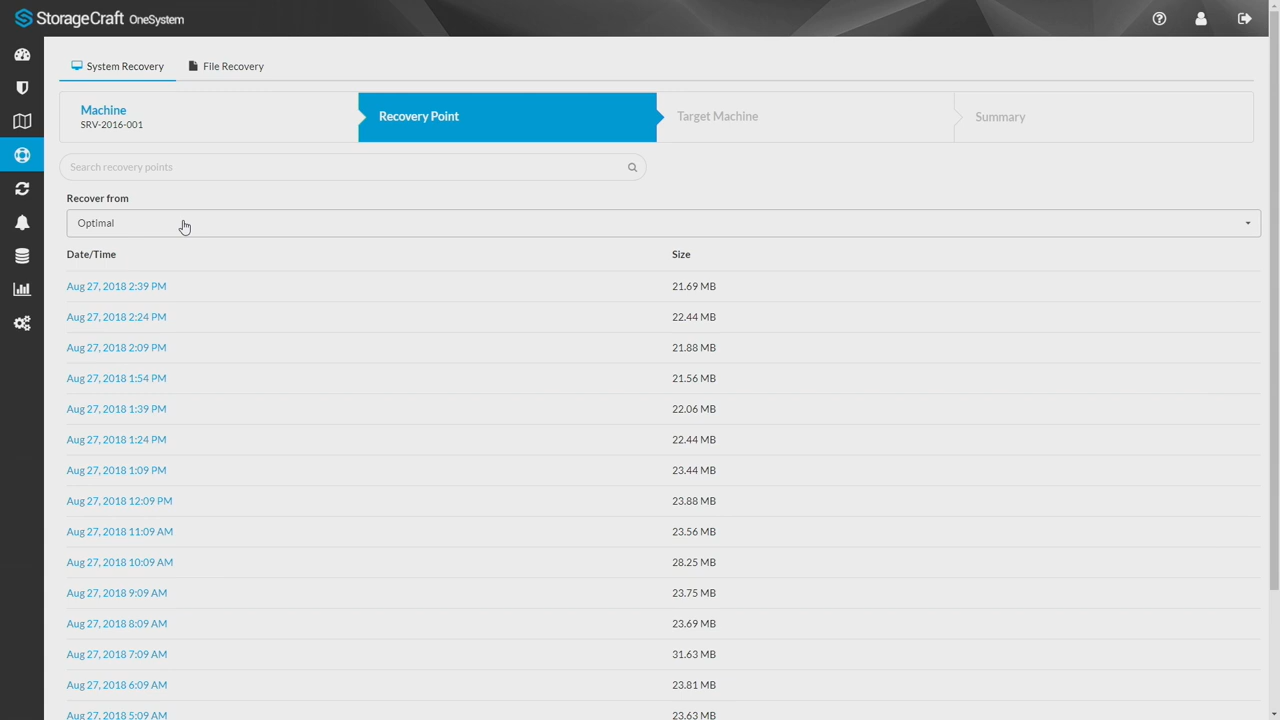 StorageCraft OneSystem
System Recovery File Recovery
Machine
SRV-2016-001
Recovery Point
Target Machine
Summary
Search recovery points
Recover from
Optimal
Date/Time Size
Aug 27, 2018 2:39 PM 21.69 MB
Aug 27, 2018 2:24 PM 22.44 MB
Aug 27, 2018 2:09 PM 21.88 MB
Aug 27, 2018 1:54 PM 21.56 MB
Aug 27, 2018 1:39 PM 22.06 MB
Aug 27, 2018 1:24 PM 22.44 MB
Aug 27, 2018 1:09 PM 23.44 MB
Aug 27, 2018 12:09 PM 23.88 MB
Aug 27, 2018 11:09 AM 23.56 MB
Aug 27, 2018 10:09 AM 28.25 MB
Aug 27, 2018 9:09 AM 23.75 MB
Aug 27, 2018 8:09 AM 23.69 MB
Aug 27, 2018 7:09 AM 31.63 MB
Aug 27, 2018 6:09 AM 23.81 MB
Aug 27, 2018 5:09 AM 23.63 MB